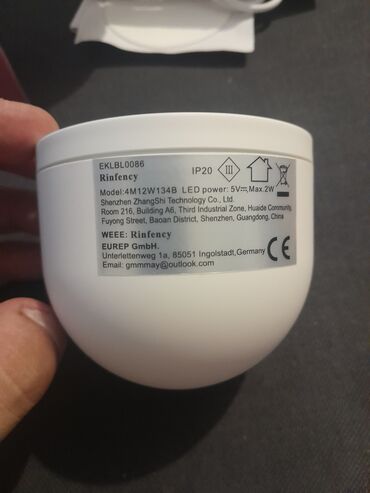 EKLBL0086
Rinfency
IP20 III
Model:4M12W134B LED power: 5V⎓,Max.2W
Shenzhen ZhangShi Technology Co., Ltd.
Room 216, Building A6, Third Industrial Zone, Huaide Community,
Fuyong Street, Baoan District, Shenzhen, Guangdong, China
WEEE: Rinfency
EUREP GmbH.
Unterlettenweg 1a, 85051 Ingolstadt,Germany
Email: gmmmay@outlook.com
CE